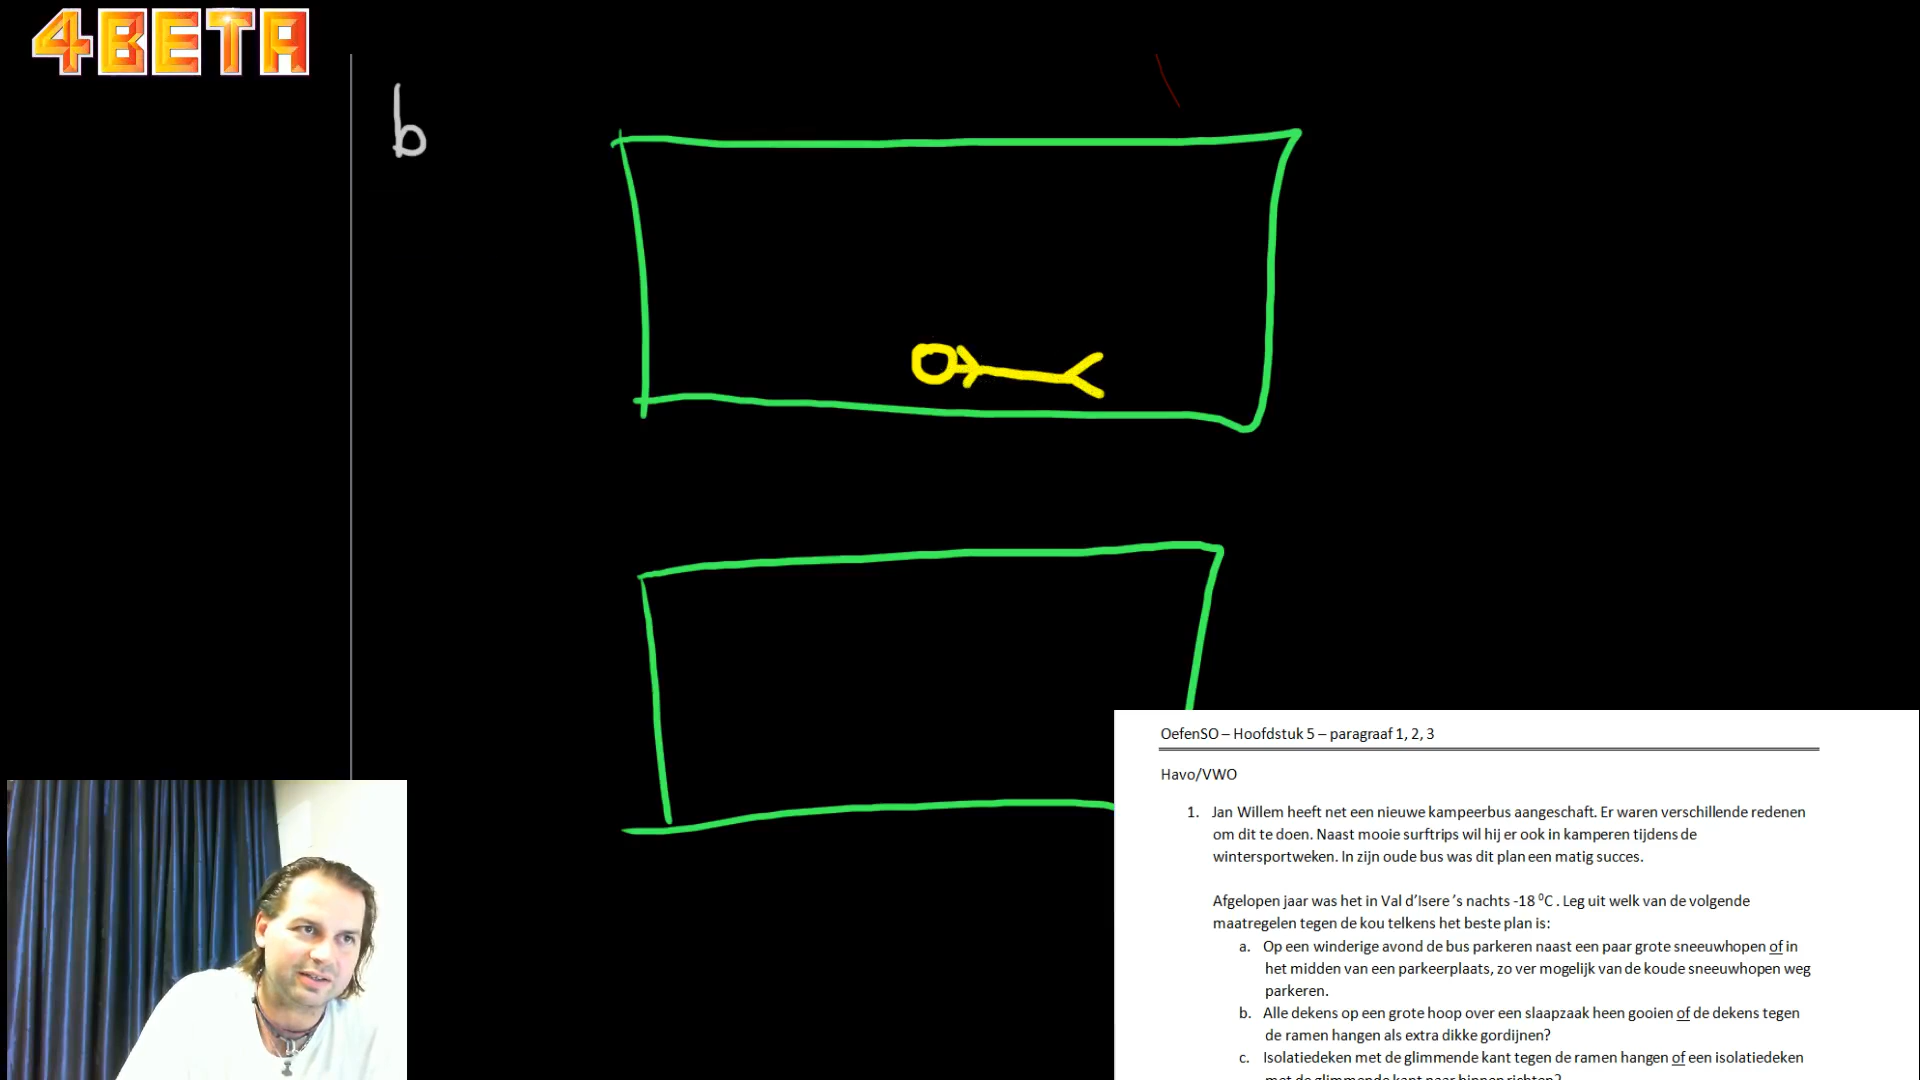 4BETA
b
OefenSO – Hoofdstuk 5 – paragraaf 1, 2, 3
Havo/VWO
1. Jan Willem heeft net een nieuwe kampeerbus aangeschaft. Er waren verschillende redenen
om dit te doen. Naast mooie surftrips wil hij er ook in kamperen tijdens de
wintersportweken. In zijn oude bus was dit plan een matig succes.
Afgelopen jaar was het in Val d’Isere ’s nachts -18 ⁰C . Leg uit welk van de volgende
maatregelen tegen de kou telkens het beste plan is:
a. Op een winderige avond de bus parkeren naast een paar grote sneeuwhopen of in
het midden van een parkeerplaats, zo ver mogelijk van de koude sneeuwhopen weg
parkeren.
b. Alle dekens op een grote hoop over een slaapzaak heen gooien of de dekens tegen
de ramen hangen als extra dikke gordijnen?
c. Isolatiedeken met de glimmende kant tegen de ramen hangen of een isolatiedeken
met de glimmende kant naar binnen richten?